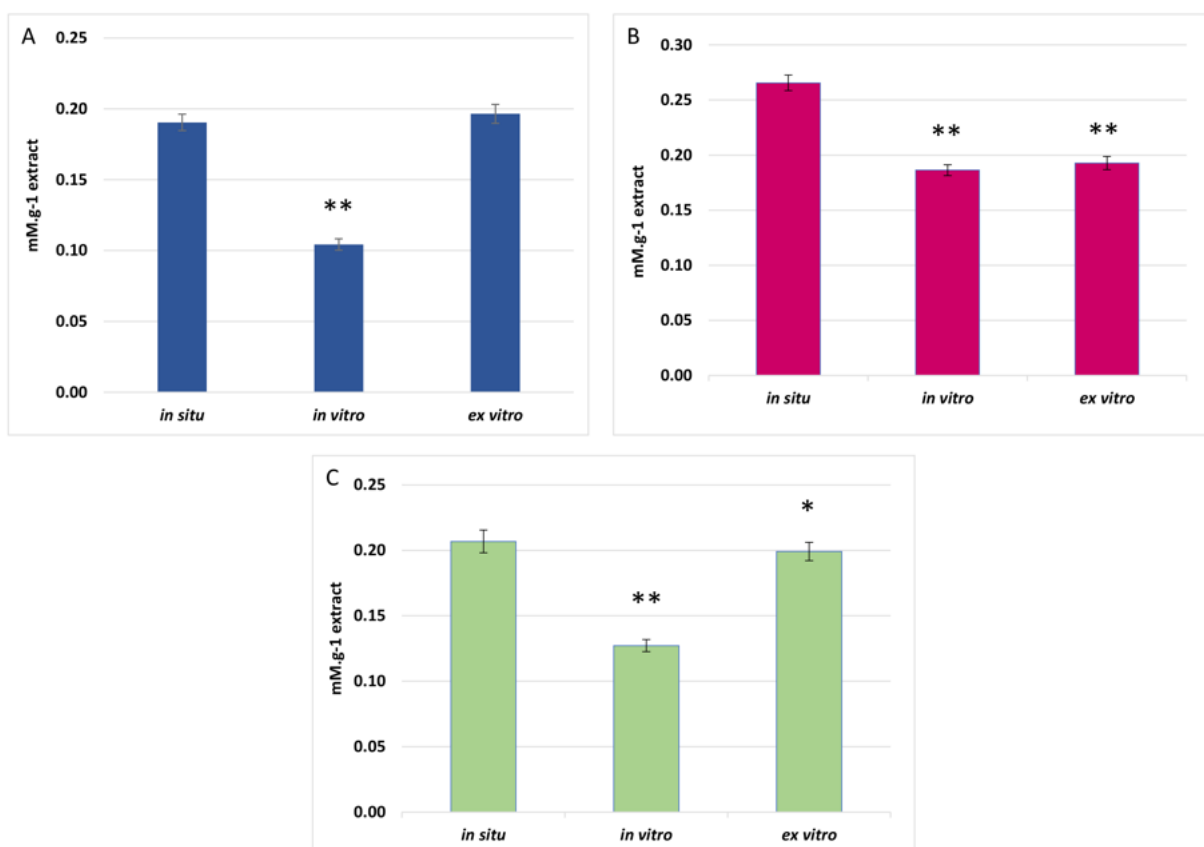 A
0.25
0.20
0.15
0.10
0.05
0.00
mM.g-1 extract
**
in situ
in vitro
ex vitro
B
0.30
0.25
0.20
0.15
0.10
0.05
0.00
mM.g-1 extract
**
**
in situ
in vitro
ex vitro
C
0.25
0.20
0.15
0.10
0.05
0.00
mM.g-1 extract
**
*
in situ
in vitro
ex vitro